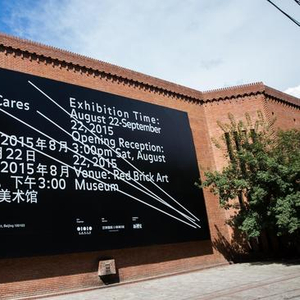 Cares
Exhibition Time:
August 22-September
22, 2015
Opening Reception:
2015年8月 3:00pm Sat, August
月22日 22, 2015
2015年8月 Venue: Red Brick Art
下午3:00 Museum
美术馆